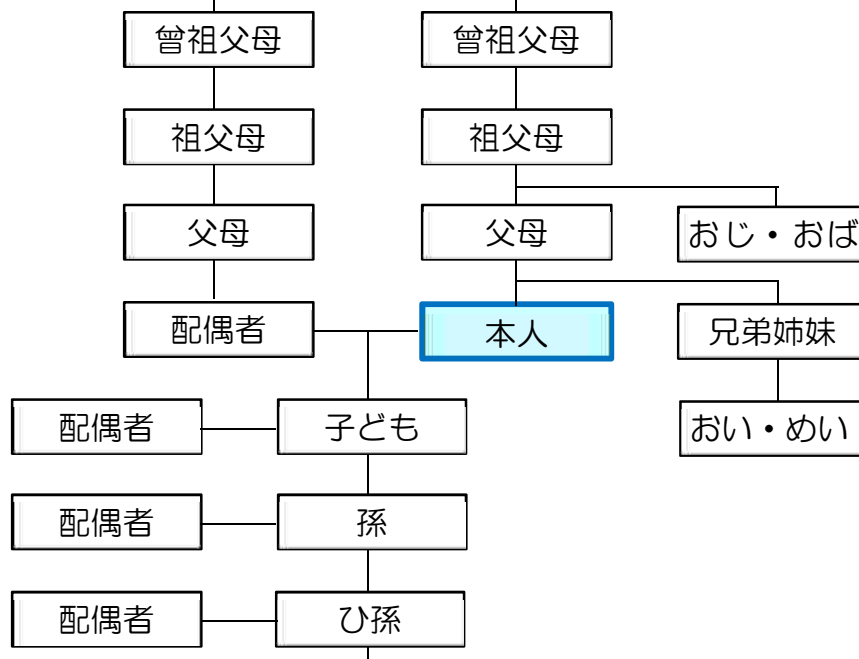 曾祖父母
曾祖父母
祖父母
祖父母
父母
父母
おじ・おば
配偶者
本人
兄弟姉妹
配偶者
子ども
おい・めい
配偶者
孫
配偶者
ひ孫